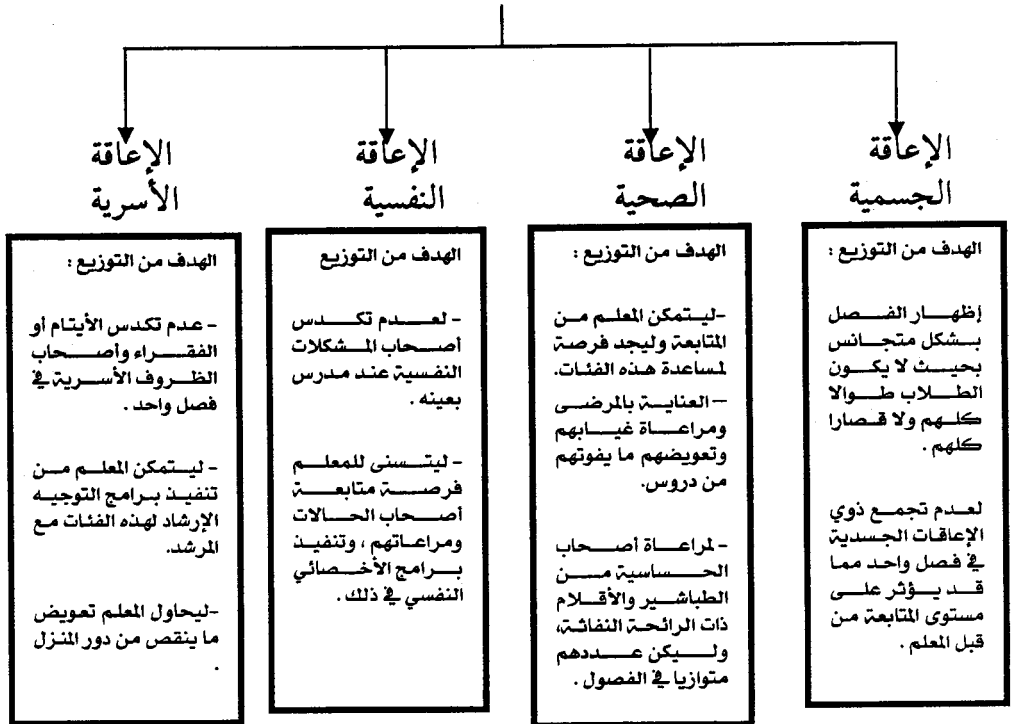 الإعاقة
الجسمية
الهدف من التوزيع :
إظهار الفصل
بشكل متجانس
بحيث لا يكون
الطلاب طوالا
كلهم ولا قصارا
كلهم .
لعدم تجمع ذوي
الإعاقات الجسدية
في فصل واحد مما
قد يؤثر على
مستوى المتابعة من
قبل المعلم .
الإعاقة
الصحية
الهدف من التوزيع :
-ليتمكن المعلم من
المتابعة وليجد فرصة
لمساعدة هذه الفئات.
–العناية بالمرضى
ومراعاة غيابهم
وتعويضهم ما يفوتهم
من دروس.
- لمراعاة أصحاب
الحساسية من
الطباشير والأقلام
ذات الرائحة النفاثة،
وليكن عددهم
متوازيا في الفصول .
الإعاقة
النفسية
الهدف من التوزيع
- لعدم تكدس
أصحاب المشكلات
النفسية عند مدرس
بعينه .
- ليتسنى للمعلم
فرصة متابعة
أصحاب الحالات
ومراعاتهم ، وتنفيذ
برامج الأخصائي
النفسي في ذلك .
الإعاقة
الأسرية
الهدف من التوزيع :
- عدم تكدس الأيتام أو
الفقراء وأصحاب
الظروف الأسرية في
فصل واحد .
- ليتمكن المعلم من
تنفيذ برامج التوجيه
الإرشاد لهذه الفئات مع
المرشد.
-ليحاول المعلم تعويض
ما ينقص من دور المنزل
.